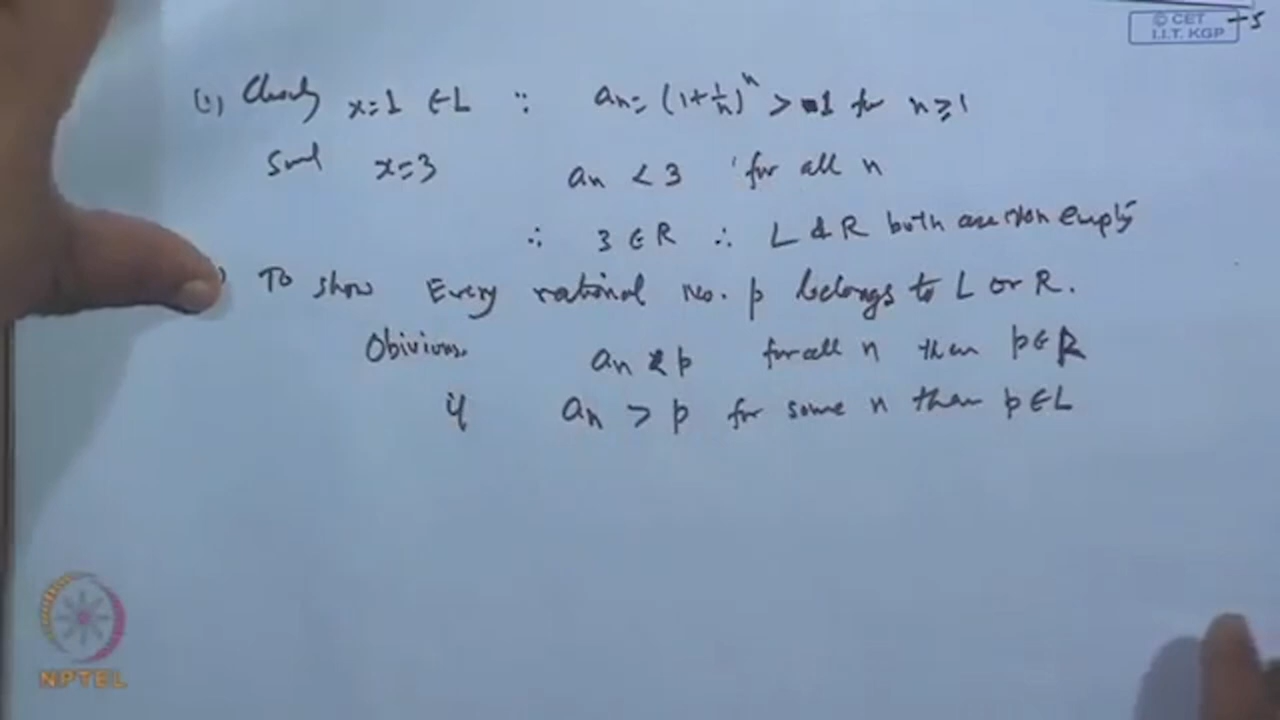 © CET
I.I.T. KGP
(i) Clearly x=1 ∈ L ∵ aₙ = (1+1/n)ⁿ > 1 for n ≥ 1
x=3 aₙ < 3 for all n
∴ 3 ∈ R ∴ L & R both are non empty
) To show Every rational No. p belongs to L or R.
Obivious aₙ < p for all n then p ∈ R
if aₙ > p for some n then p ∈ L
NPTEL